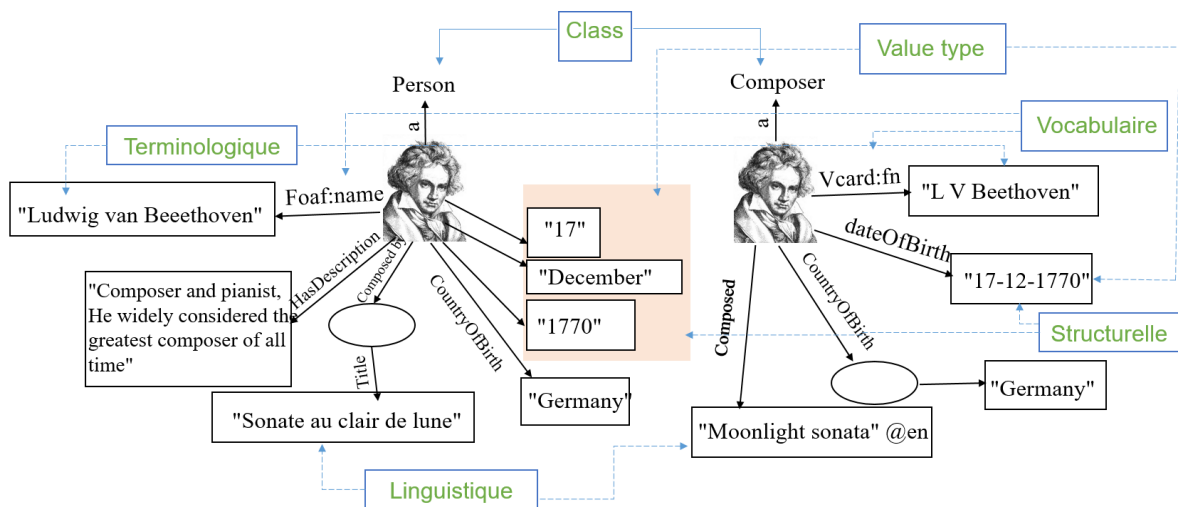 Class
Value type
Person
Composer
a
a
Terminologique
Vocabulaire
Foaf:name
"Ludwig van Beeethoven"
Vcard:fn
"L V Beethoven"
"17"
"December"
"1770"
dateOfBirth
"17-12-1770"
HasDescription
Composed by
CountryOfBirth
"Composer and pianist,
He widely considered the
greatest composer of all
time"
Composed
CountryOfBirth
Structurelle
Title
"Germany"
"Germany"
"Sonate au clair de lune"
"Moonlight sonata" @en
Linguistique